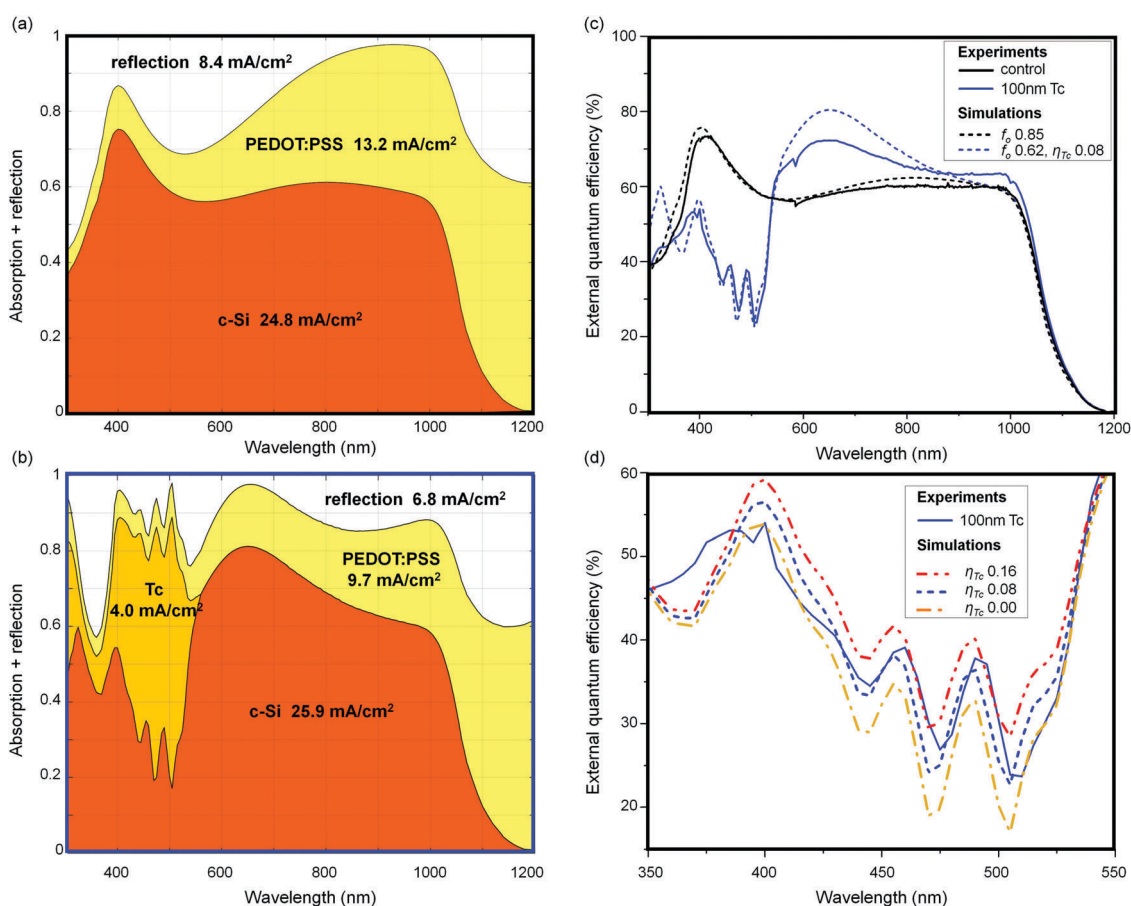 (a)
1
0.8
0.6
0.4
0.2
0
Absorption + reflection
reflection 8.4 mA/cm²
PEDOT:PSS 13.2 mA/cm²
c-Si 24.8 mA/cm²
400 600 800 1000 1200
Wavelength (nm)
(b)
1
0.8
0.6
0.4
0.2
0
Absorption + reflection
reflection 6.8 mA/cm²
PEDOT:PSS
9.7 mA/cm²
Tc
4.0 mA/cm²
c-Si 25.9 mA/cm²
400 600 800 1000 1200
Wavelength (nm)
(c)
100
80
60
40
20
0
External quantum efficiency (%)
Experiments
control
100nm Tc
Simulations
fo 0.85
fo 0.62, ηTc 0.08
400 600 800 1000 1200
Wavelength (nm)
(d)
60
50
40
30
20
External quantum efficiency (%)
Experiments
100nm Tc
Simulations
ηTc 0.16
ηTc 0.08
ηTc 0.00
350 400 450 500 550
Wavelength (nm)